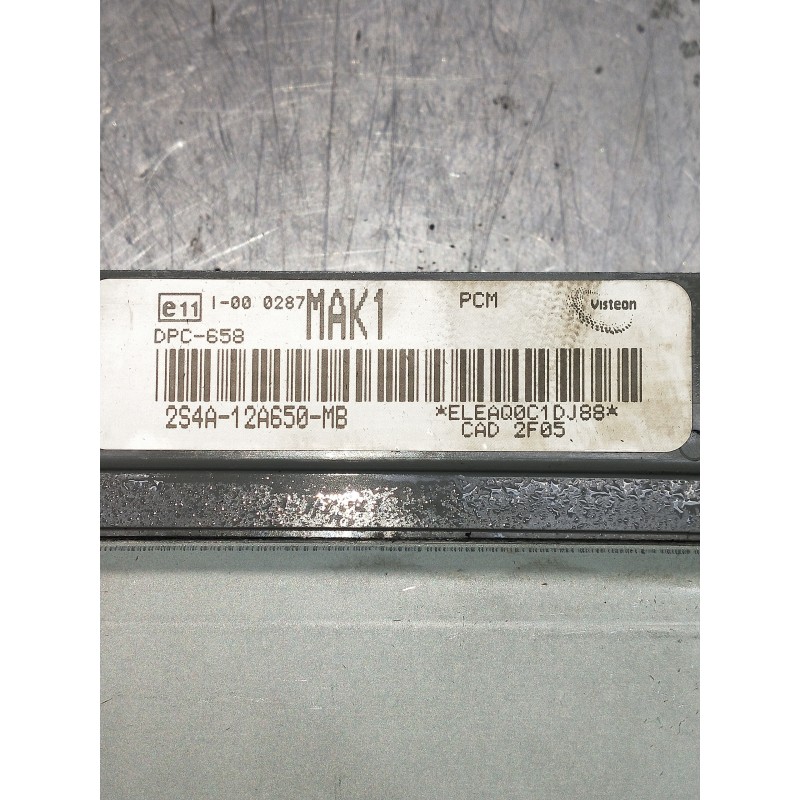 e11 I-00 0287 MAK1 PCM Visteon
DPC-658
2S4A-12A650-MB *ELEAQ0C1DJ88*
CAD 2F05